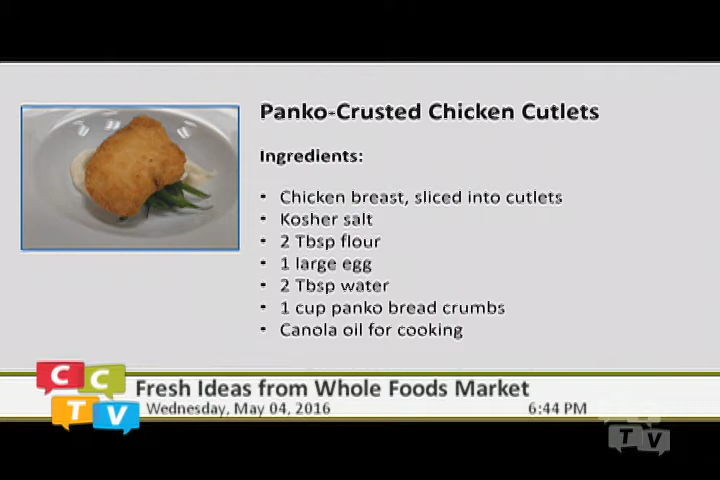 Panko-Crusted Chicken Cutlets
Ingredients:
• Chicken breast, sliced into cutlets
• Kosher salt
• 2 Tbsp flour
• 1 large egg
• 2 Tbsp water
• 1 cup panko bread crumbs
• Canola oil for cooking
C C
T V
Fresh Ideas from Whole Foods Market
Wednesday, May 04, 2016 6:44 PM
T V